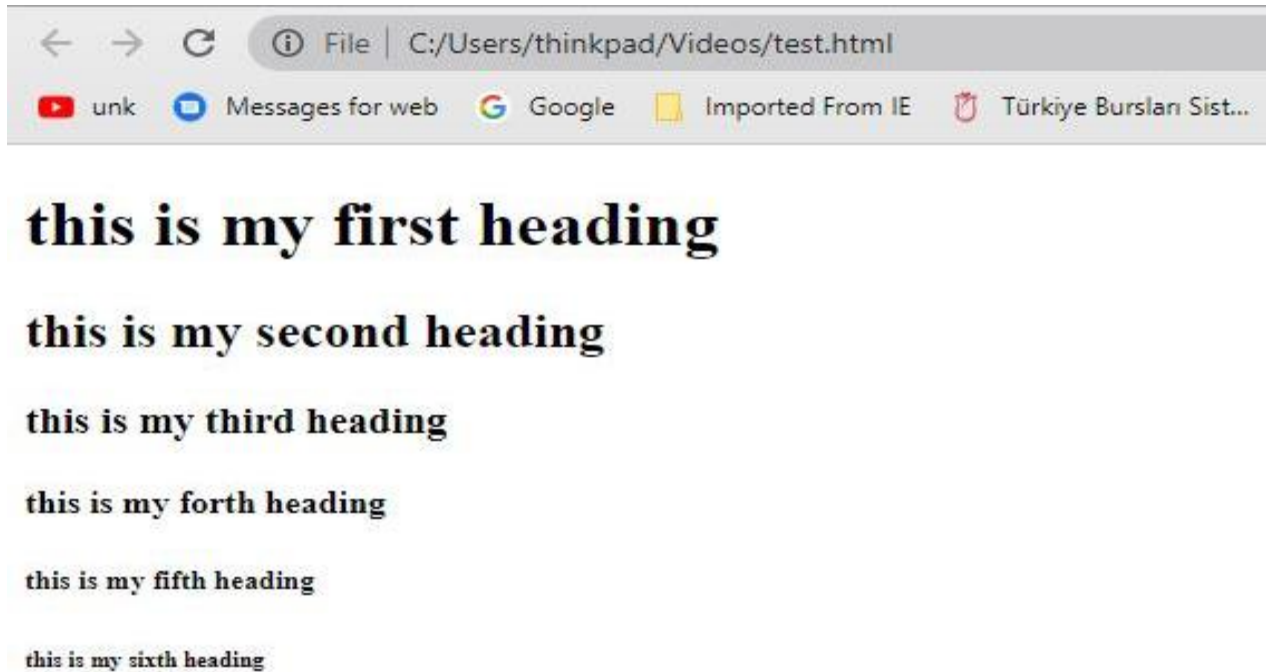 File | C:/Users/thinkpad/Videos/test.html
unk Messages for web Google Imported From IE Türkiye Bursları Sist...
this is my first heading
this is my second heading
this is my third heading
this is my forth heading
this is my fifth heading
this is my sixth heading